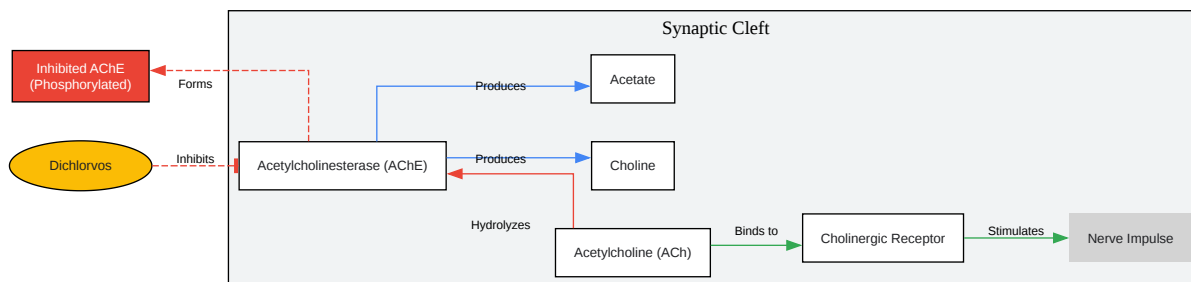 Synaptic Cleft
Inhibited AChE
(Phosphorylated)
Forms
Produces
Acetate
Dichlorvos
Inhibits
Acetylcholinesterase (AChE)
Produces
Choline
Hydrolyzes
Acetylcholine (ACh)
Binds to
Cholinergic Receptor
Stimulates
Nerve Impulse